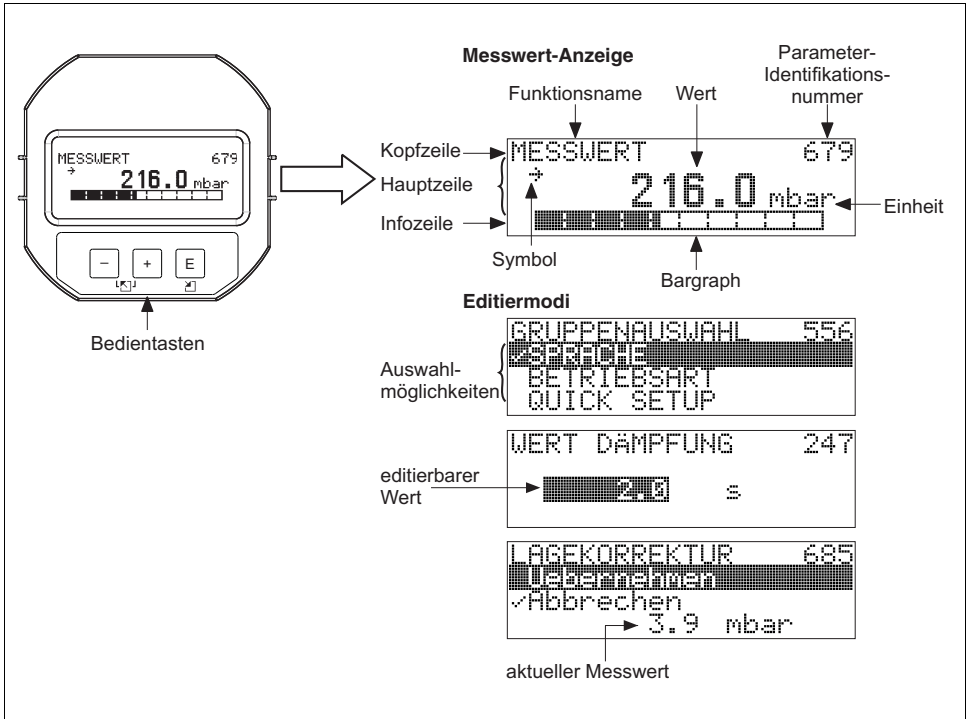 MESSWERT 679
→
216.0 mbar
–
+
E
Bedientasten
Messwert-Anzeige
Funktionsname
Wert
Parameter-
Identifikations-
nummer
Kopfzeile
Hauptzeile
Infozeile
MESSWERT 679
→
216.0 mbar
Einheit
Symbol
Bargraph
Editiermodi
Auswahl-
möglichkeiten
GRUPPENAUSWAHL 556
✓SPRACHE
BETRIEBSART
QUICK SETUP
WERT DÄMPFUNG 247
editierbarer
Wert
2.0 s
LAGEKORREKTUR 685
Uebernehmen
✓Abbrechen
3.9 mbar
aktueller Messwert